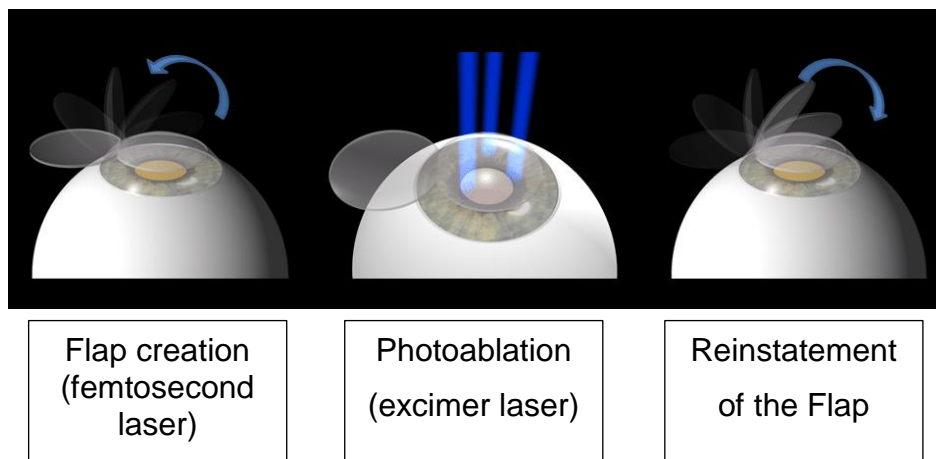 Flap creation
(femtosecond
laser)
Photoablation
(excimer laser)
Reinstatement
of the Flap